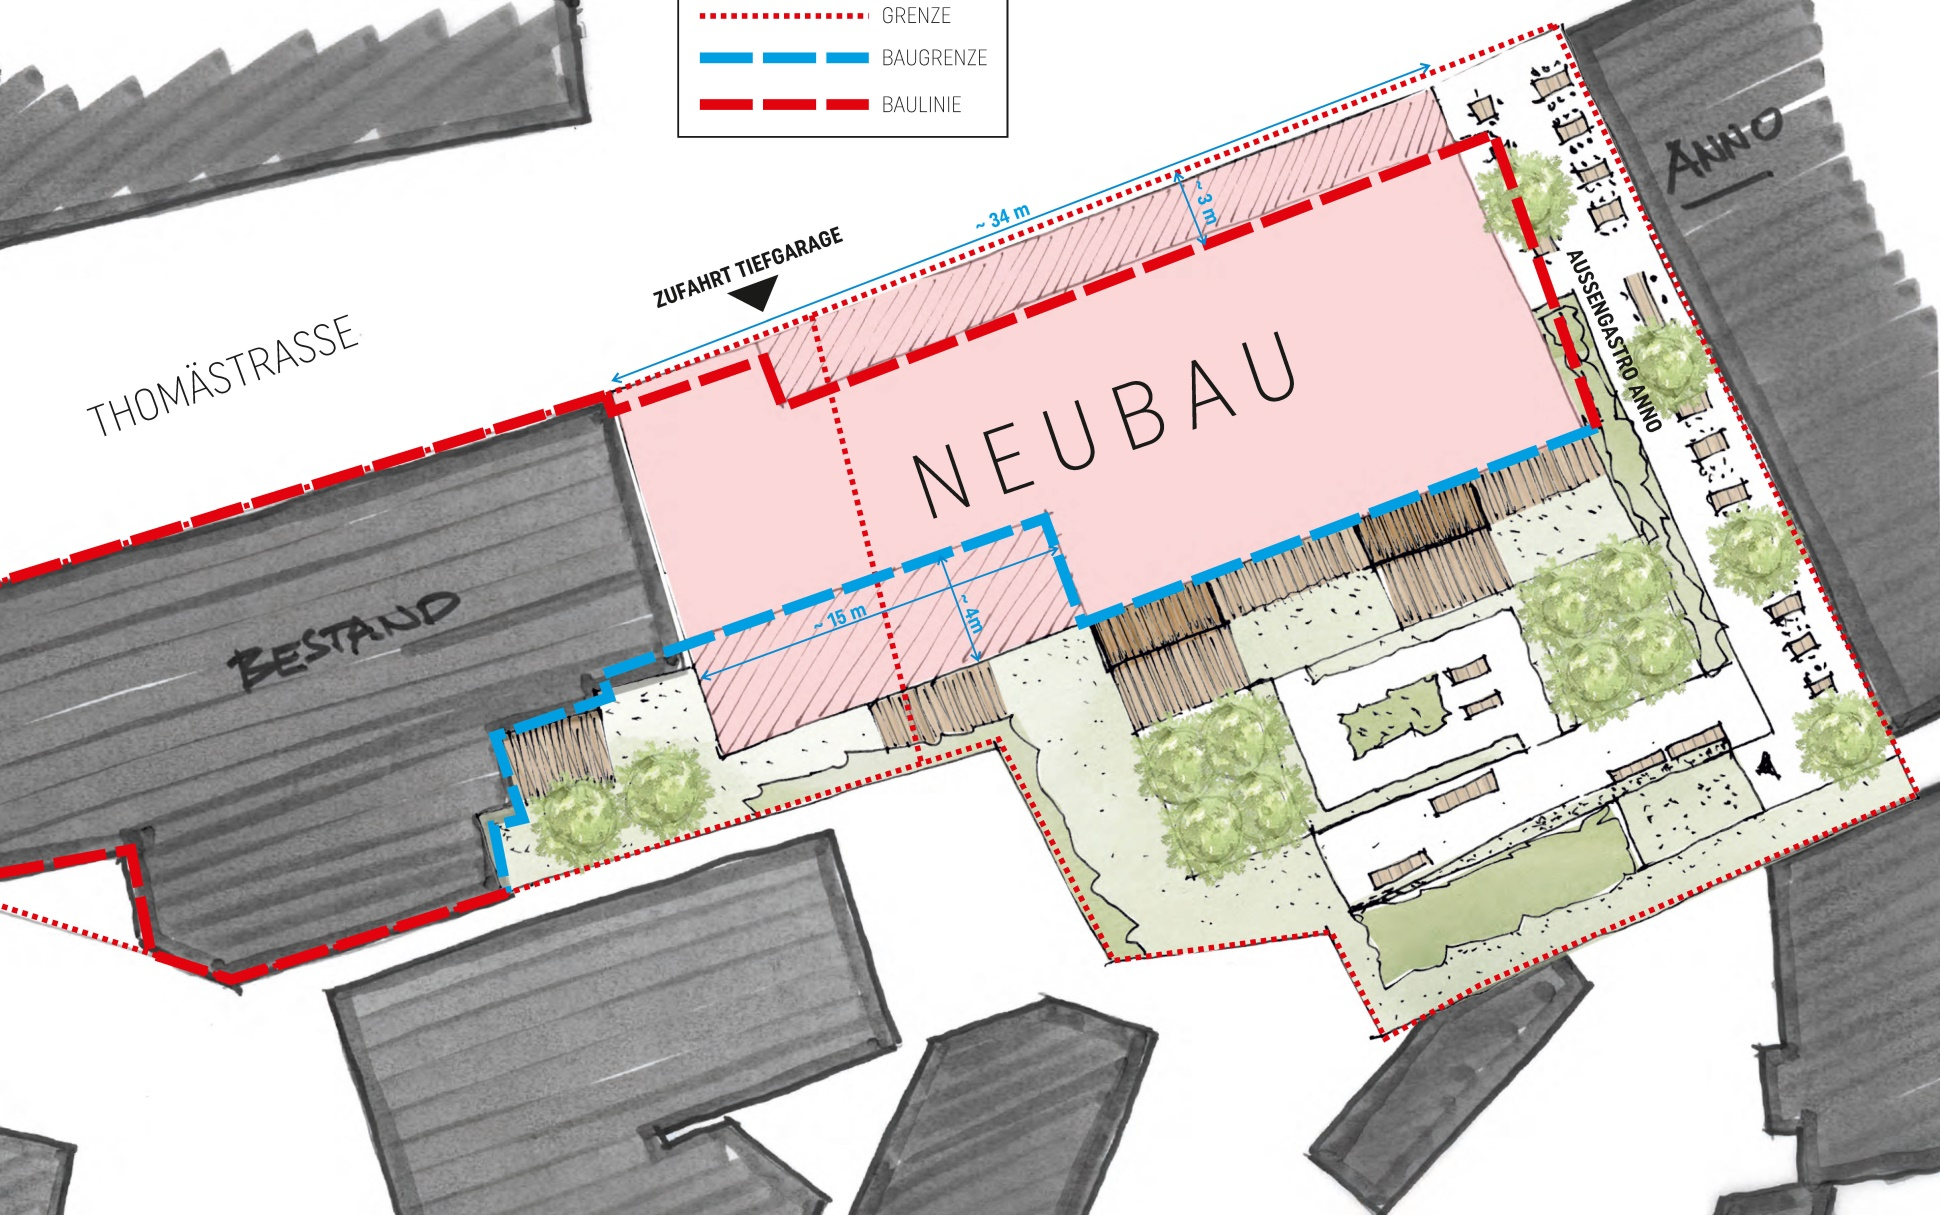 GRENZE
BAUGRENZE
BAULINIE
ANNO
~ 34 m
~ 3 m
ZUFAHRT TIEFGARAGE
THOMÄSTRASSE
AUSSENGASTRO ANNO
NEUBAU
BESTAND
~ 15 m
~ 4m